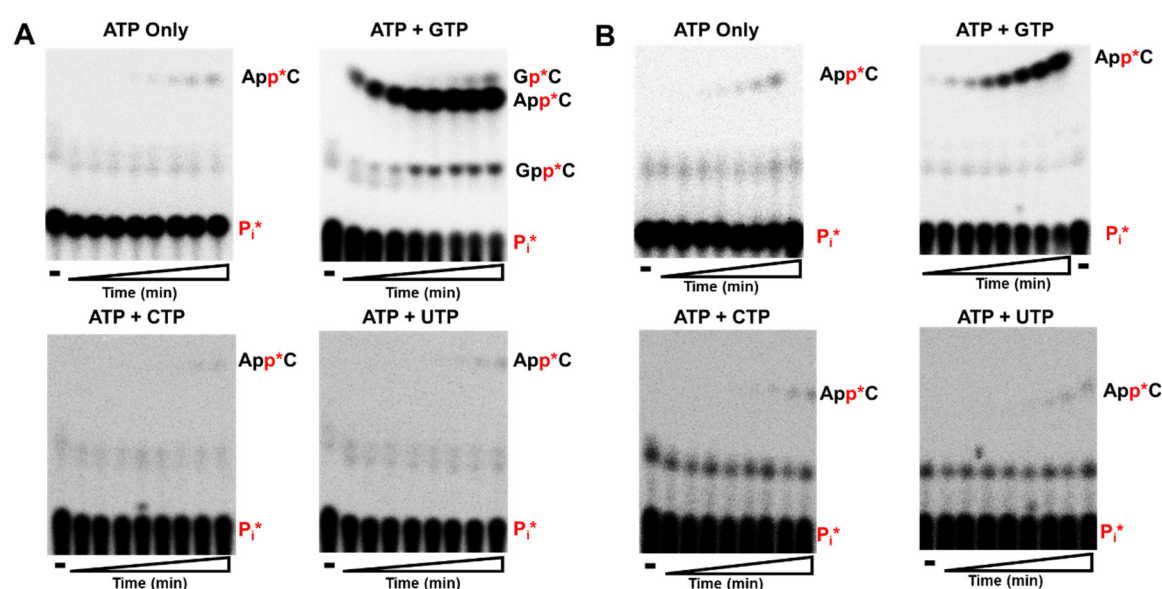 A
ATP Only
ATP + GTP
B
ATP Only
ATP + GTP
App*C
Gp*C
App*C
Gpp*C
Pi*
Pi*
App*C
Pi*
App*C
Pi*
-
Time (min)
-
Time (min)
-
Time (min)
Time (min)
-
ATP + CTP
ATP + UTP
ATP + CTP
ATP + UTP
App*C
App*C
App*C
App*C
Pi*
Pi*
Pi*
Pi*
-
Time (min)
-
Time (min)
-
Time (min)
-
Time (min)